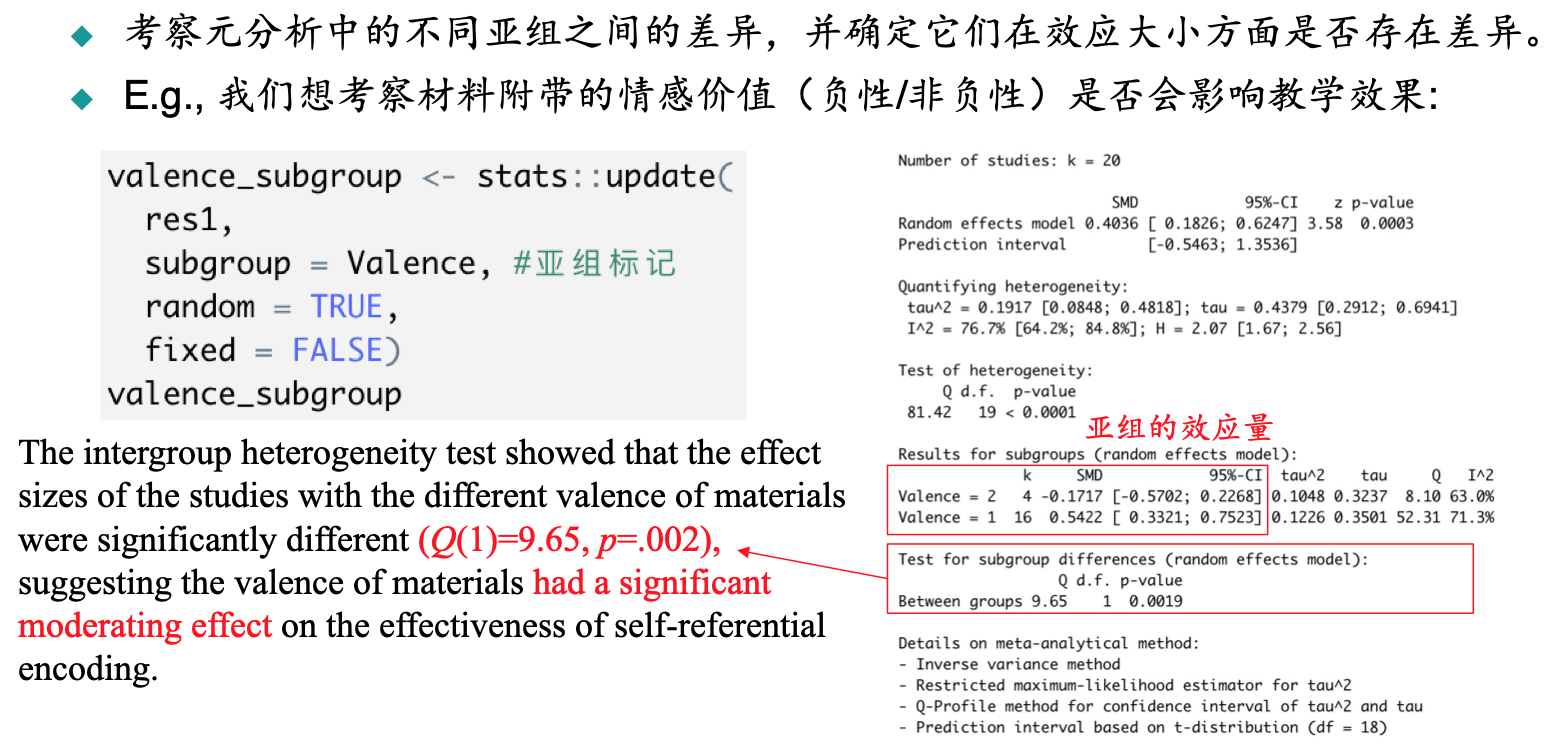 考察元分析中的不同亚组之间的差异，并确定它们在效应大小方面是否存在差异。
E.g., 我们想考察材料附带的情感价值（负性/非负性）是否会影响教学效果:
valence_subgroup <- stats::update(
res1,
subgroup = Valence, #亚组标记
random = TRUE,
fixed = FALSE)
valence_subgroup
The intergroup heterogeneity test showed that the effect
sizes of the studies with the different valence of materials
were significantly different (Q(1)=9.65, p=.002),
suggesting the valence of materials had a significant
moderating effect on the effectiveness of self-referential
encoding.
Number of studies: k = 20
SMD 95%-CI z p-value
Random effects model 0.4036 [ 0.1826; 0.6247] 3.58 0.0003
Prediction interval [-0.5463; 1.3536]
Quantifying heterogeneity:
tau^2 = 0.1917 [0.0848; 0.4818]; tau = 0.4379 [0.2912; 0.6941]
I^2 = 76.7% [64.2%; 84.8%]; H = 2.07 [1.67; 2.56]
Test of heterogeneity:
Q d.f. p-value
81.42 19 < 0.0001
亚组的效应量
Results for subgroups (random effects model):
k SMD 95%-CI tau^2 tau Q I^2
Valence = 2 4 -0.1717 [-0.5702; 0.2268] 0.1048 0.3237 8.10 63.0%
Valence = 1 16 0.5422 [ 0.3321; 0.7523] 0.1226 0.3501 52.31 71.3%
Test for subgroup differences (random effects model):
Q d.f. p-value
Between groups 9.65 1 0.0019
Details on meta-analytical method:
- Inverse variance method
- Restricted maximum-likelihood estimator for tau^2
- Q-Profile method for confidence interval of tau^2 and tau
- Prediction interval based on t-distribution (df = 18)